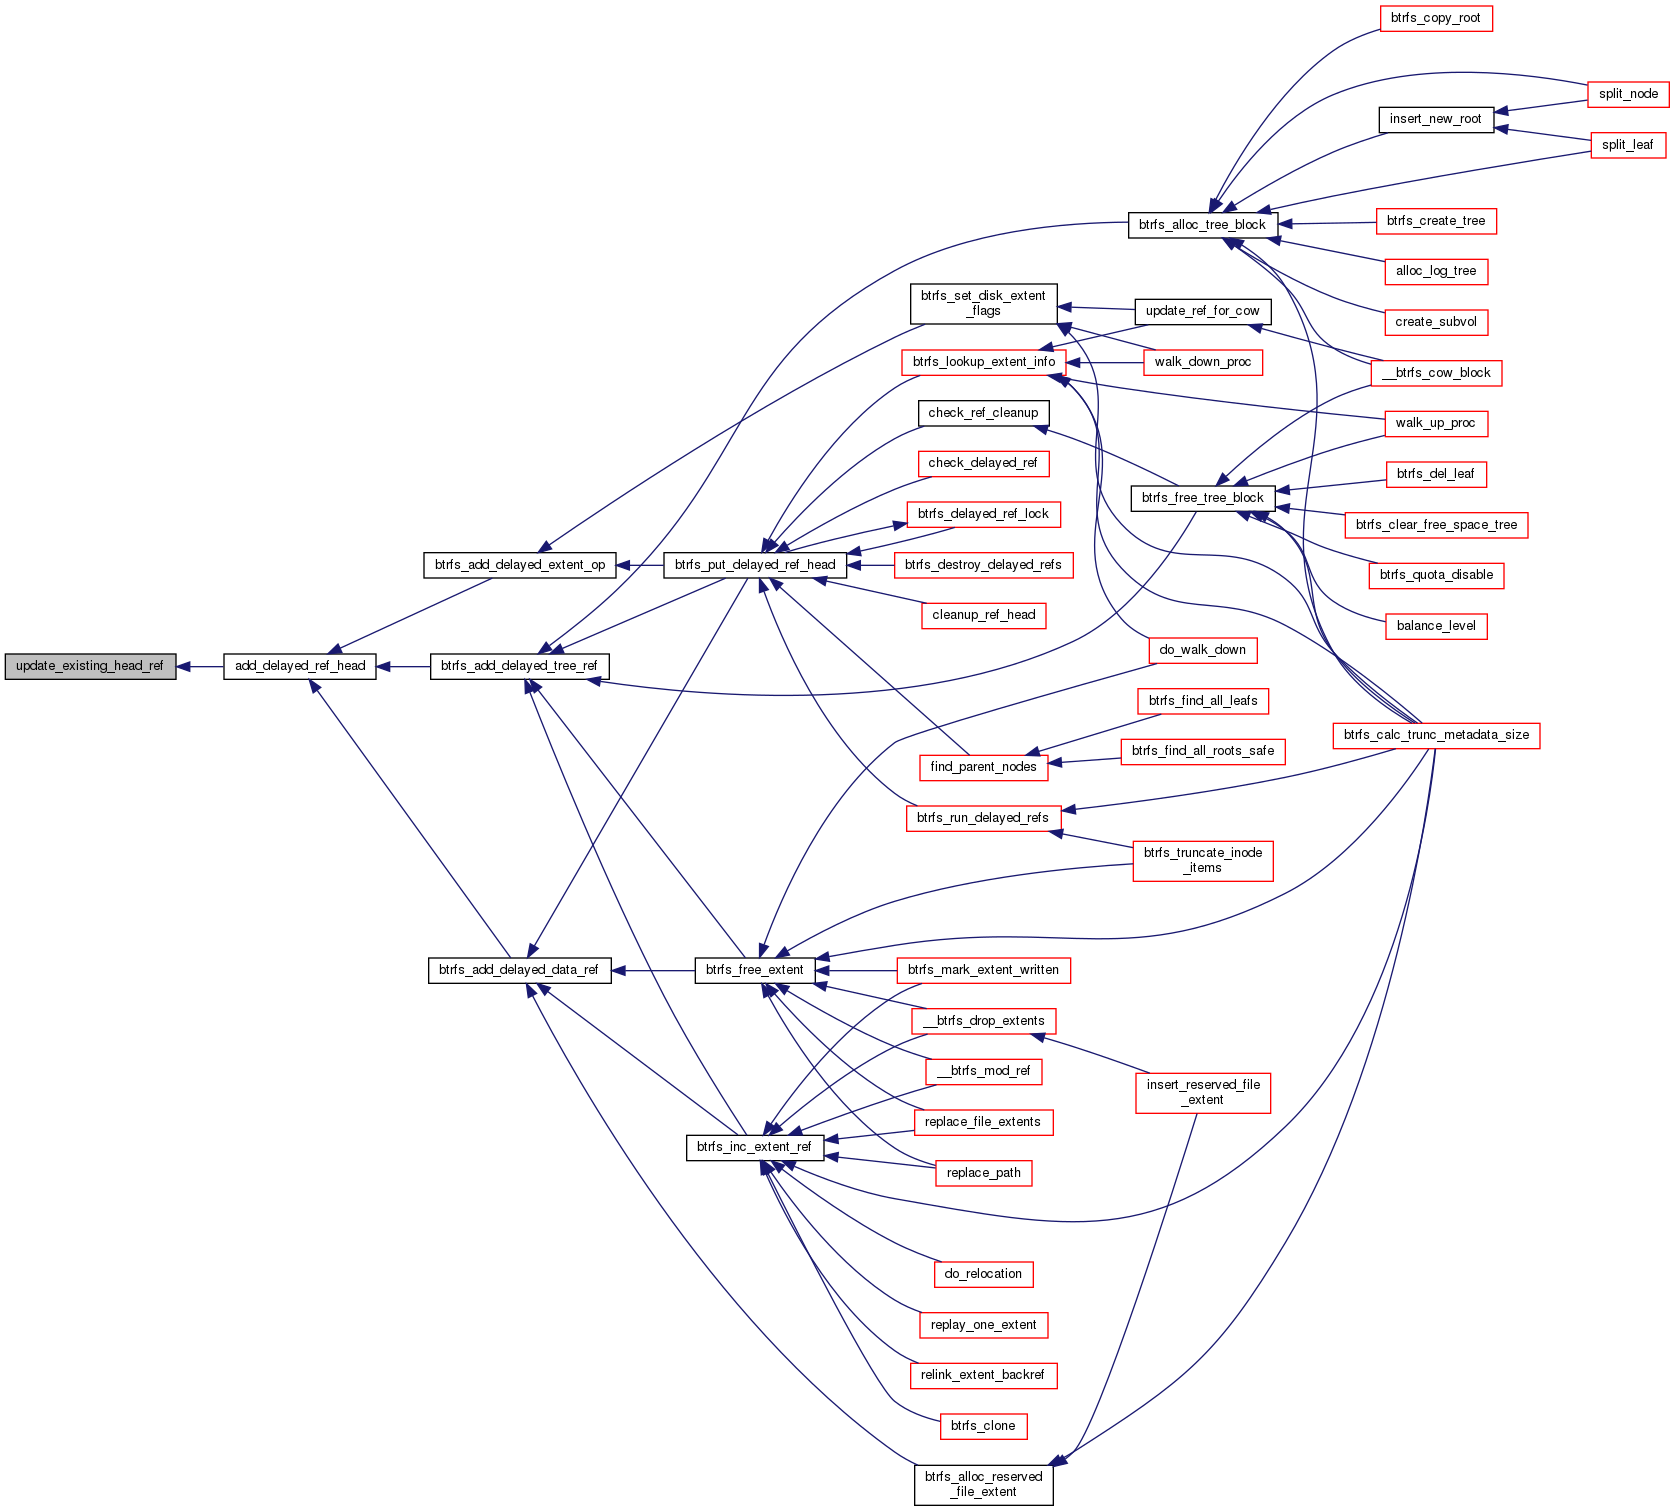 btrfs_copy_root
split_node
insert_new_root
split_leaf
btrfs_alloc_tree_block
btrfs_create_tree
alloc_log_tree
btrfs_set_disk_extent
_flags
update_ref_for_cow
create_subvol
btrfs_lookup_extent_info
walk_down_proc
__btrfs_cow_block
check_ref_cleanup
walk_up_proc
check_delayed_ref
btrfs_del_leaf
btrfs_free_tree_block
btrfs_delayed_ref_lock
btrfs_clear_free_space_tree
btrfs_add_delayed_extent_op
btrfs_put_delayed_ref_head
btrfs_destroy_delayed_refs
btrfs_quota_disable
cleanup_ref_head
balance_level
do_walk_down
update_existing_head_ref
add_delayed_ref_head
btrfs_add_delayed_tree_ref
btrfs_find_all_leafs
btrfs_calc_trunc_metadata_size
btrfs_find_all_roots_safe
find_parent_nodes
btrfs_run_delayed_refs
btrfs_truncate_inode
_items
btrfs_add_delayed_data_ref
btrfs_free_extent
btrfs_mark_extent_written
__btrfs_drop_extents
__btrfs_mod_ref
insert_reserved_file
_extent
replace_file_extents
btrfs_inc_extent_ref
replace_path
do_relocation
replay_one_extent
relink_extent_backref
btrfs_clone
btrfs_alloc_reserved
_file_extent